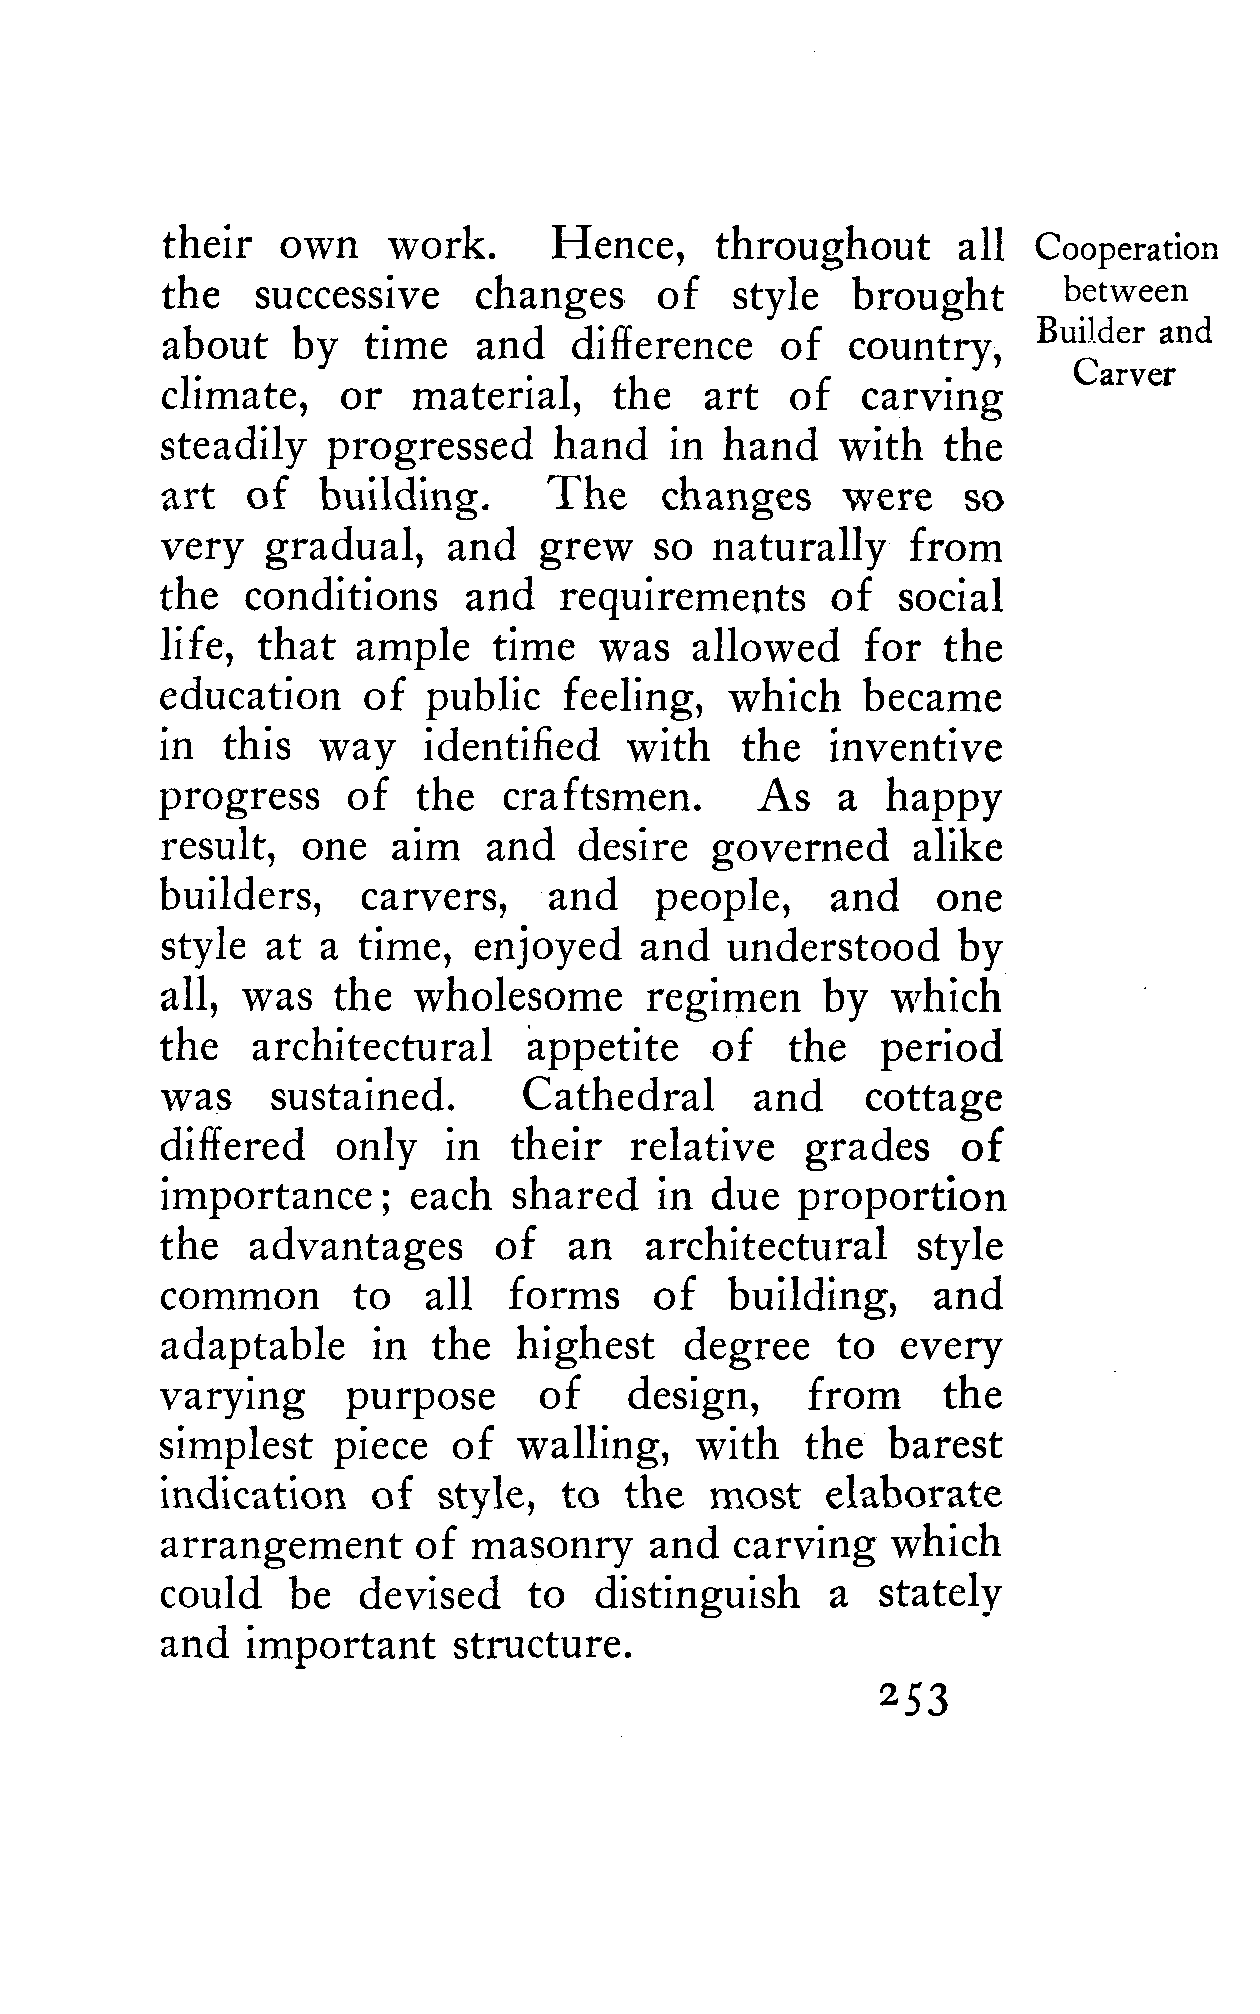 their own work. Hence, throughout all
the successive changes of style brought
about by time and difference of country,
climate, or material, the art of carving
steadily progressed hand in hand with the
art of building. The changes were so
very gradual, and grew so naturally from
the conditions and requirements of social
life, that ample time was allowed for the
education of public feeling, which became
in this way identified with the inventive
progress of the craftsmen. As a happy
result, one aim and desire governed alike
builders, carvers, and people, and one
style at a time, enjoyed and understood by
all, was the wholesome regimen by which
the architectural appetite of the period
was sustained. Cathedral and cottage
differed only in their relative grades of
importance; each shared in due proportion
the advantages of an architectural style
common to all forms of building, and
adaptable in the highest degree to every
varying purpose of design, from the
simplest piece of walling, with the barest
indication of style, to the most elaborate
arrangement of masonry and carving which
could be devised to distinguish a stately
and important structure.
Cooperation
between
Builder and
Carver
253